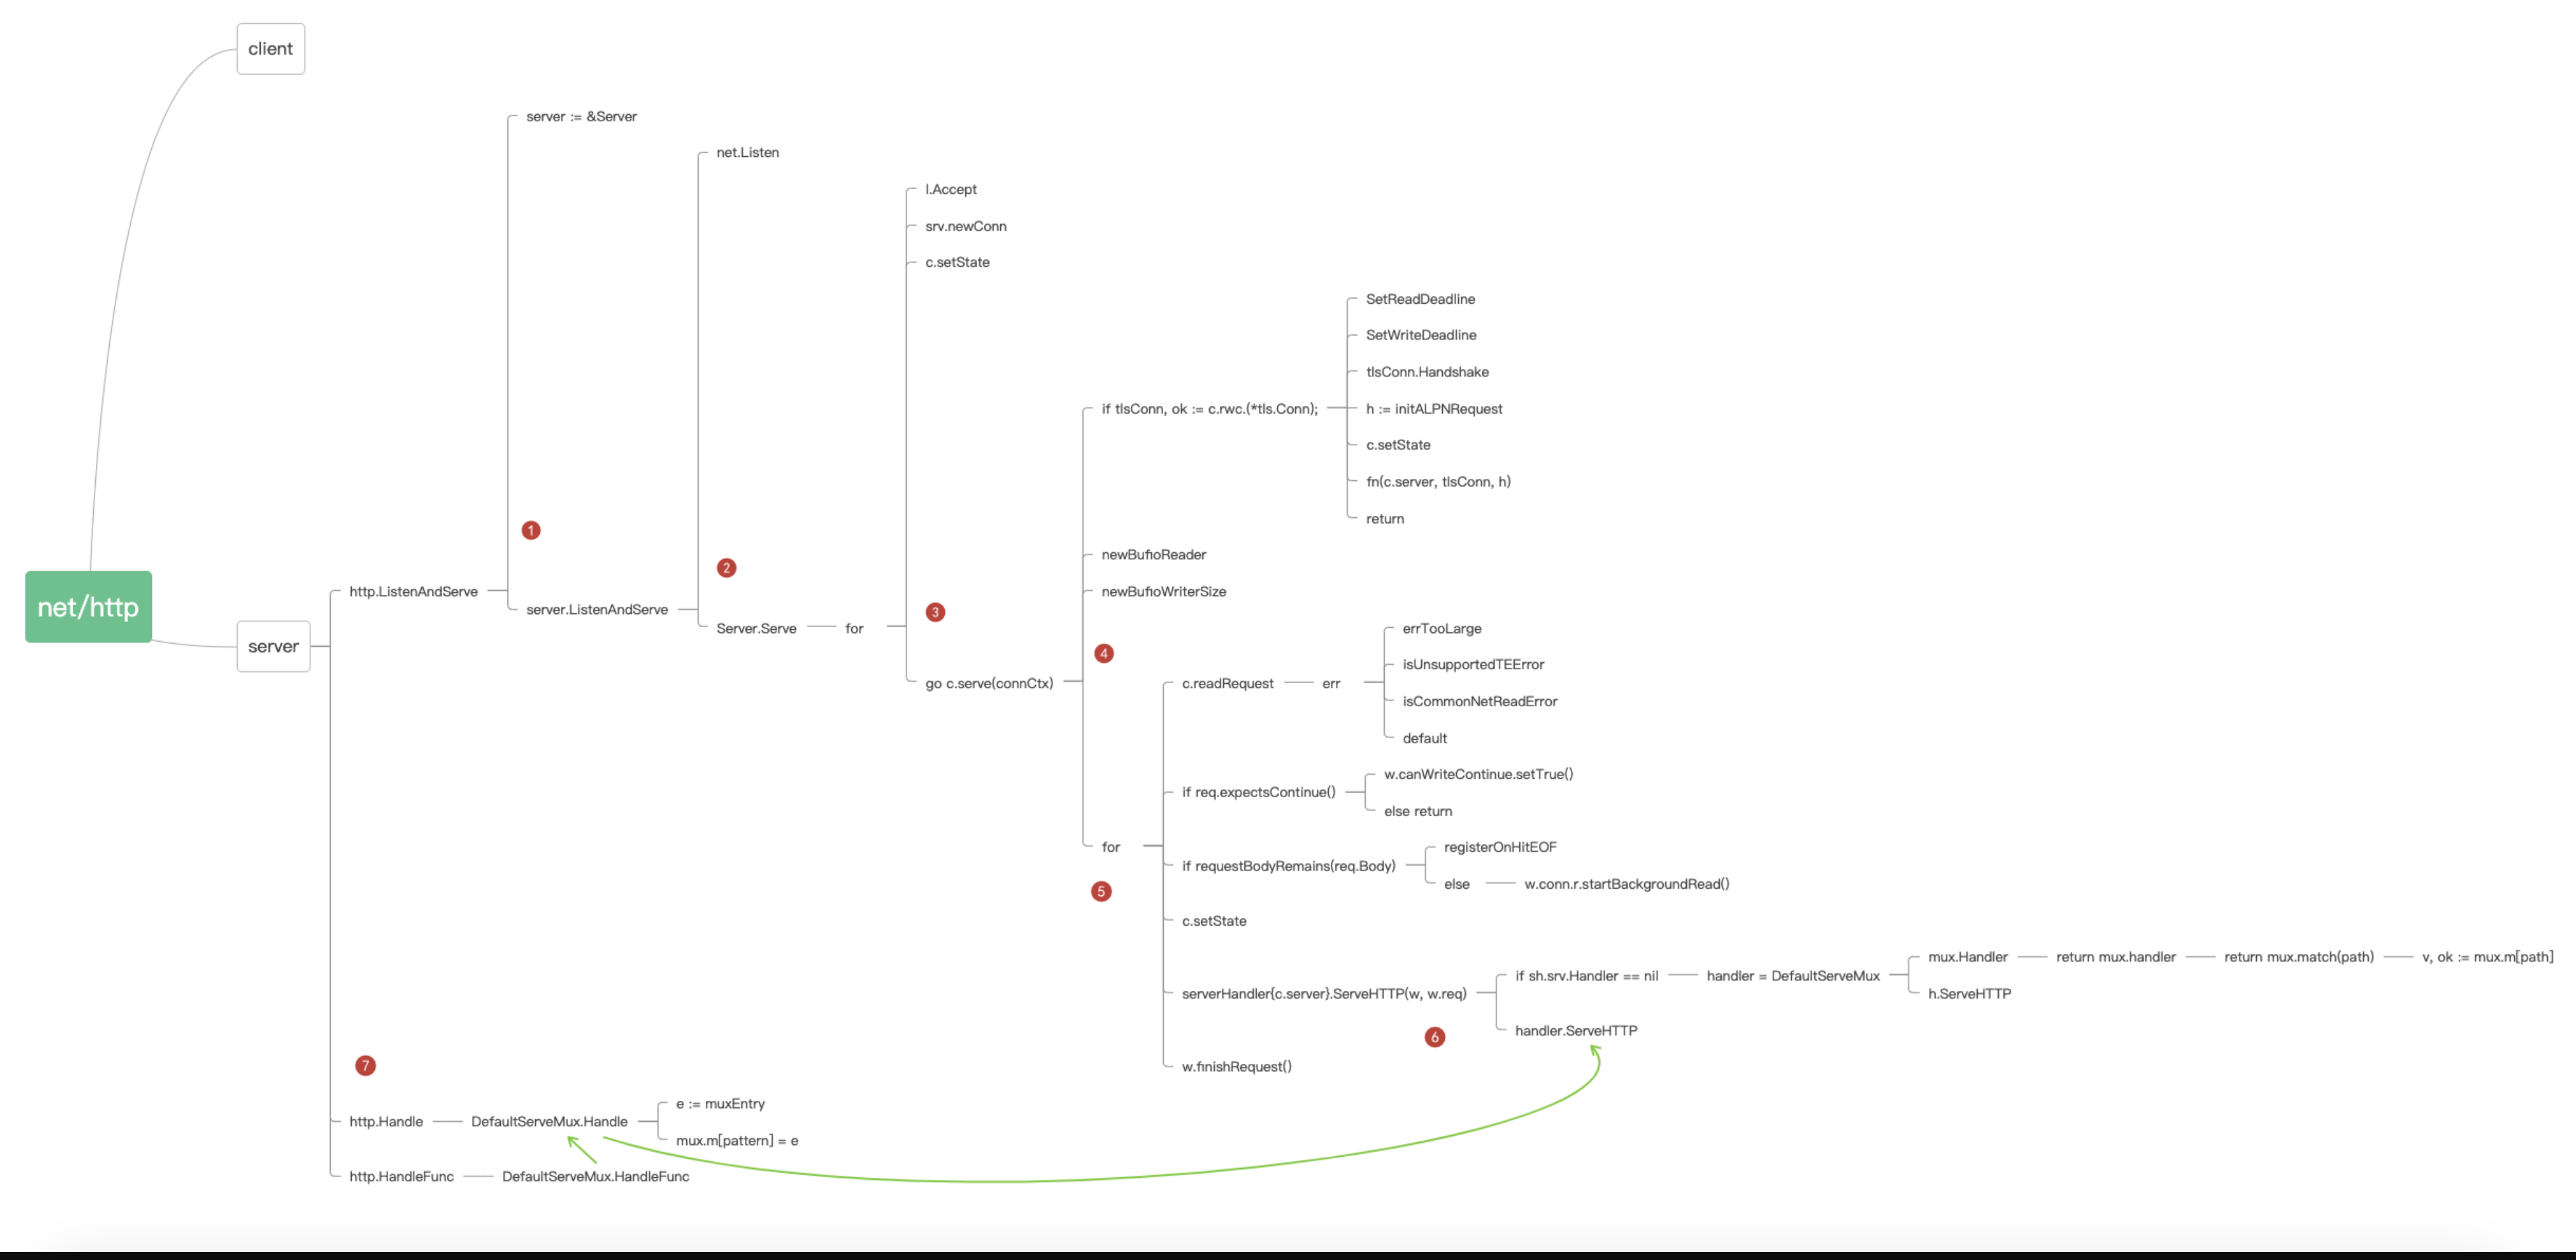 client
server := &Server
net.Listen
l.Accept
srv.newConn
c.setState
SetReadDeadline
SetWriteDeadline
tlsConn.Handshake
if tlsConn, ok := c.rwc.(*tls.Conn);
h := initALPNRequest
c.setState
fn(c.server, tlsConn, h)
return
1
newBufioReader
2
net/http
http.ListenAndServe
newBufioWriterSize
server.ListenAndServe
3
Server.Serve
for
errTooLarge
server
4
isUnsupportedTEError
go c.serve(connCtx)
c.readRequest
err
isCommonNetReadError
default
w.canWriteContinue.setTrue()
if req.expectsContinue()
else return
for
registerOnHitEOF
if requestBodyRemains(req.Body)
5
else
w.conn.r.startBackgroundRead()
c.setState
mux.Handler
return mux.handler
return mux.match(path)
v, ok := mux.m[path]
if sh.srv.Handler == nil
handler = DefaultServeMux
serverHandler{c.server}.ServeHTTP(w, w.req)
h.ServeHTTP
handler.ServeHTTP
6
7
w.finishRequest()
e := muxEntry
http.Handle
DefaultServeMux.Handle
mux.m[pattern] = e
http.HandleFunc
DefaultServeMux.HandleFunc